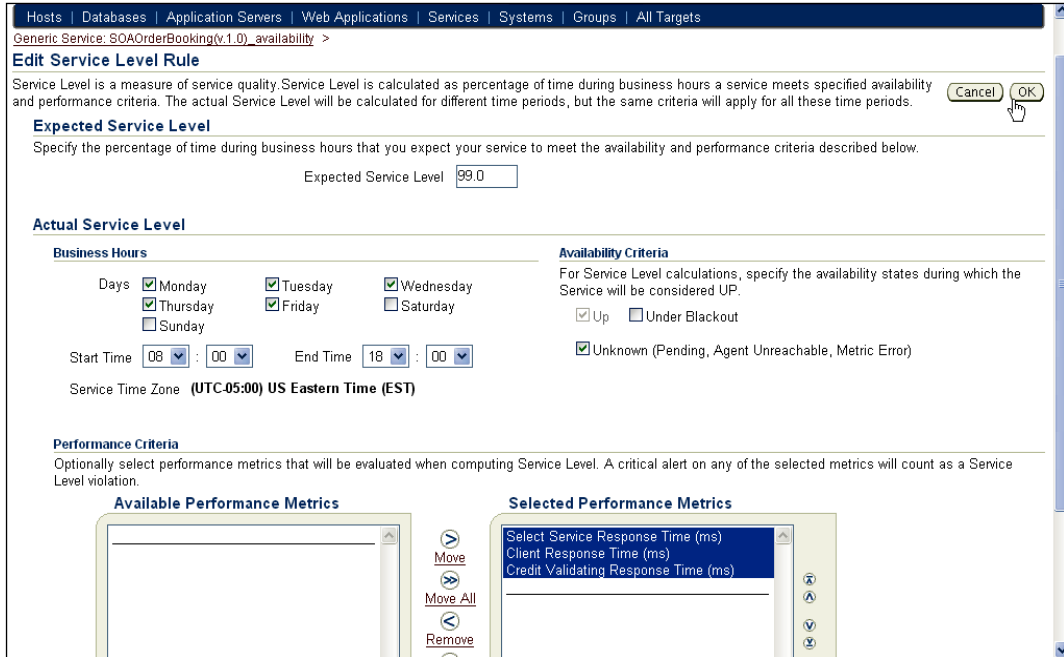 Hosts | Databases | Application Servers | Web Applications | Services | Systems | Groups | All Targets
Generic Service: SOAOrderBooking(v.1.0)_availability >
Edit Service Level Rule
Service Level is a measure of service quality.Service Level is calculated as percentage of time during business hours a service meets specified availability
and performance criteria. The actual Service Level will be calculated for different time periods, but the same criteria will apply for all these time periods.
Cancel OK
Expected Service Level
Specify the percentage of time during business hours that you expect your service to meet the availability and performance criteria described below.
Expected Service Level 99.0
Actual Service Level
Business Hours
Days Monday Tuesday Wednesday
Thursday Friday Saturday
Sunday
Start Time 08 : 00 End Time 18 : 00
Service Time Zone (UTC-05:00) US Eastern Time (EST)
Availability Criteria
For Service Level calculations, specify the availability states during which the
Service will be considered UP.
Up Under Blackout
Unknown (Pending, Agent Unreachable, Metric Error)
Performance Criteria
Optionally select performance metrics that will be evaluated when computing Service Level. A critical alert on any of the selected metrics will count as a Service
Level violation.
Available Performance Metrics
Move
Move All
Remove
Selected Performance Metrics
Select Service Response Time (ms)
Client Response Time (ms)
Credit Validating Response Time (ms)